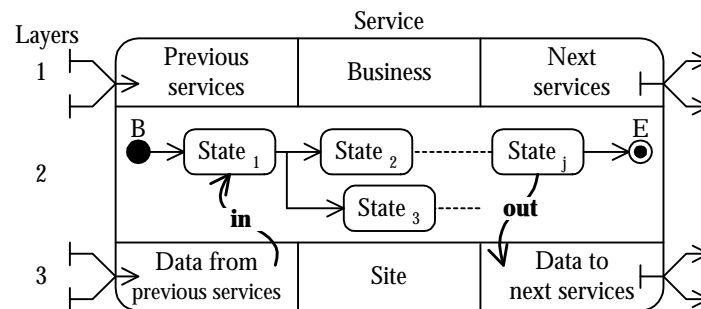 Service
Layers
1
Previous services
Business
Next services
2
B
State 1
State 2
State j
E
State 3
in
out
3
Data from previous services
Site
Data to next services